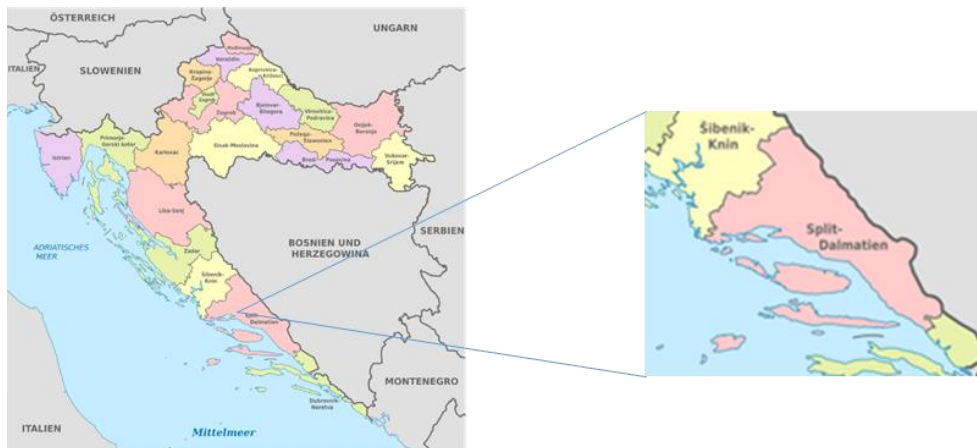 ÖSTERREICH
UNGARN
ITALIEN
SLOWENIEN
Varaždin
Koprivnica-
Krapina-
Zagorje
Zagreb
Bjelovar-
Bilogora
Virovitica-
Podravina
Osijek-
Baranja
Požega-
Slawonien
Brod-
Posavina
Vukovar-
Srijem
Sisak-Moslavina
Karlovac
Primorje-
Gorski kotar
Istrien
Lika-Senj
Zadar
Šibenik-
Knin
Split-
Dalmatien
ADRIATISCHES
MEER
BOSNIEN UND
HERZEGOWINA
SERBIEN
MONTENEGRO
Dubrovnik-
Neretva
ITALIEN
Mittelmeer
Šibenik-
Knin
Split-
Dalmatien